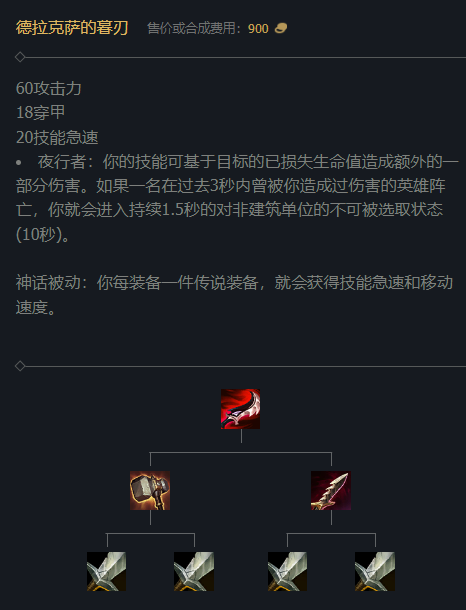 德拉克萨的暮刃 售价或合成费用：900
60攻击力
18穿甲
20技能急速
• 夜行者：你的技能可基于目标的已损失生命值造成额外的一
部分伤害。如果一名在过去3秒内曾被你造成过伤害的英雄阵
亡，你就会进入持续1.5秒的对非建筑单位的不可被选取状态
(10秒)。
神话被动：你每装备一件传说装备，就会获得技能急速和移动
速度。